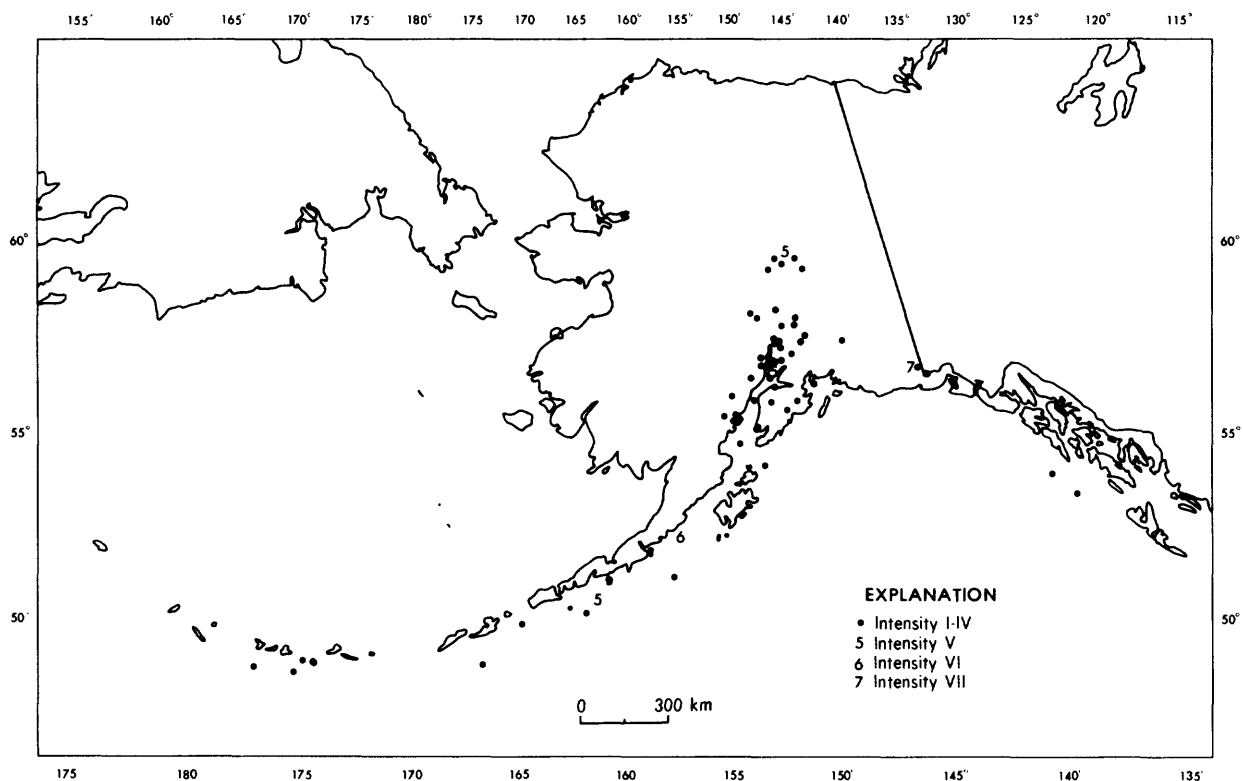 155° 160° 165° 170° 175° 180° 175° 170° 165° 160° 155° 150° 145° 140° 135° 130° 125° 120° 115°
5
60° 60°
7
55° 55°
6
EXPLANATION
50° 5 50°
• Intensity I-IV
5 Intensity V
6 Intensity VI
7 Intensity VII
0 300 km
175 180 175° 170° 165° 160° 155° 150° 145° 140° 135°